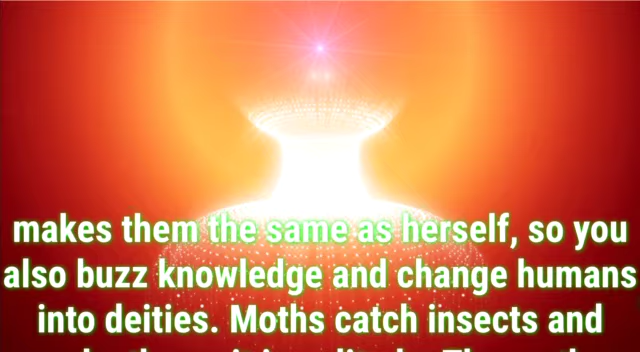 makes them the same as herself, so you
also buzz knowledge and change humans
into deities. Moths catch insects and